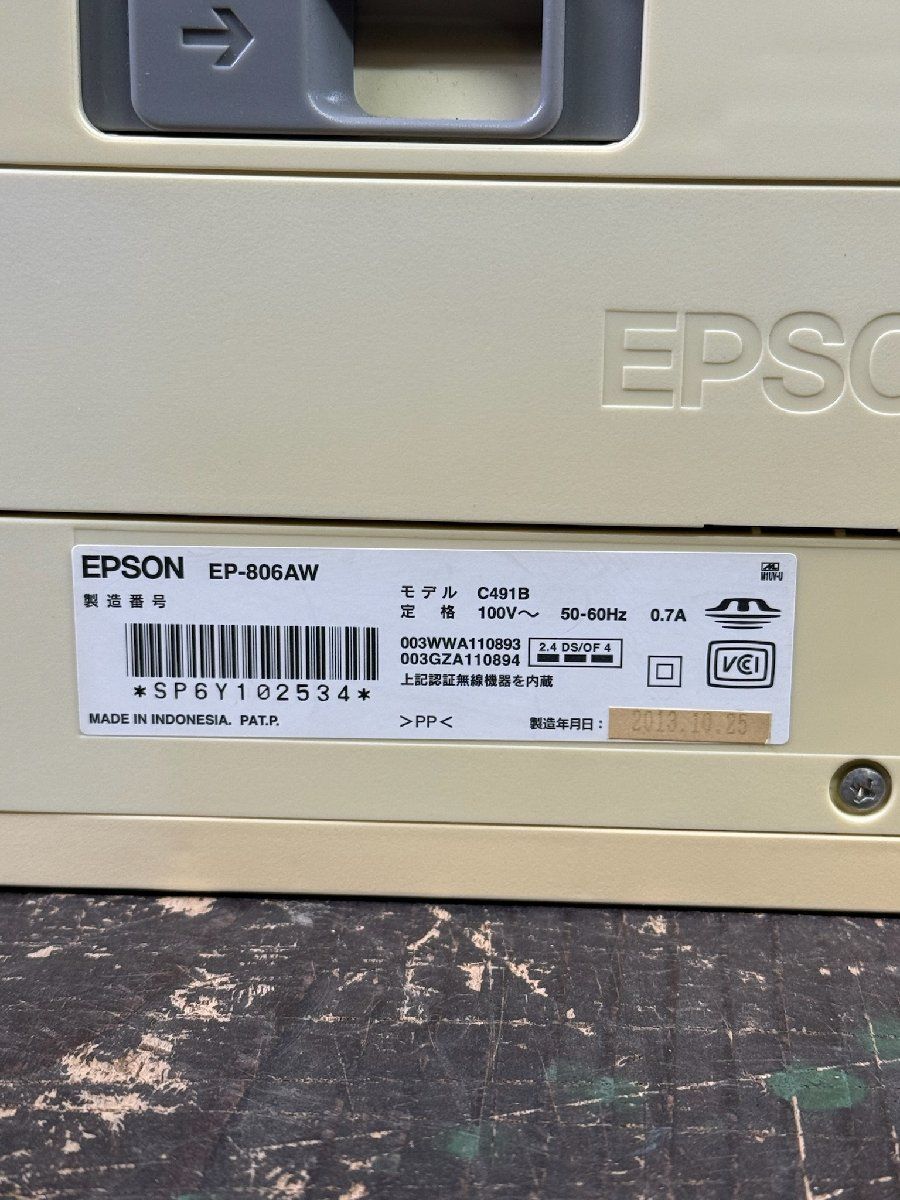 EPSO
EPSON EP-806AW
製造番号
*SP6Y102534*
MADE IN INDONESIA. PAT.P.
モデル C491B
定格 100V～ 50-60Hz 0.7A
003WWA110893
003GZA110894
2.4 DS/OF 4
上記認証無線機器を内蔵
>PP<
製造年月日：2013.10.25
M1UV-U
VCI